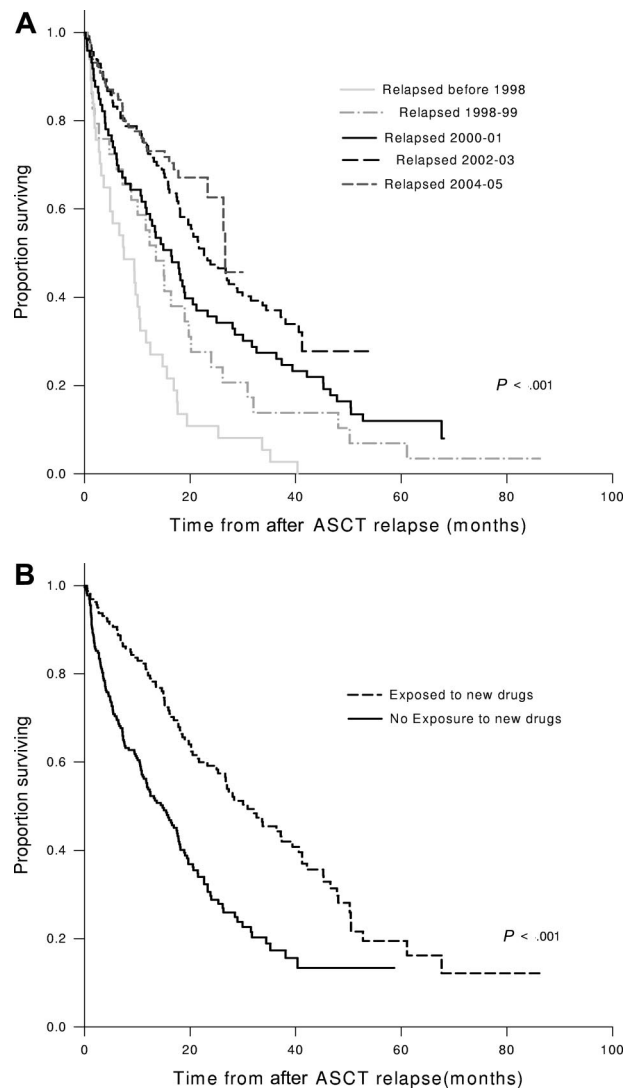 A
1.0
0.8
0.6
0.4
0.2
0.0
Proportion surviving
Relapsed before 1998
Relapsed 1998-99
Relapsed 2000-01
Relapsed 2002-03
Relapsed 2004-05
P < .001
0 20 40 60 80 100
Time from after ASCT relapse (months)
B
1.0
0.8
0.6
0.4
0.2
0.0
Proportion surviving
Exposed to new drugs
No Exposure to new drugs
P < .001
0 20 40 60 80 100
Time from after ASCT relapse(months)